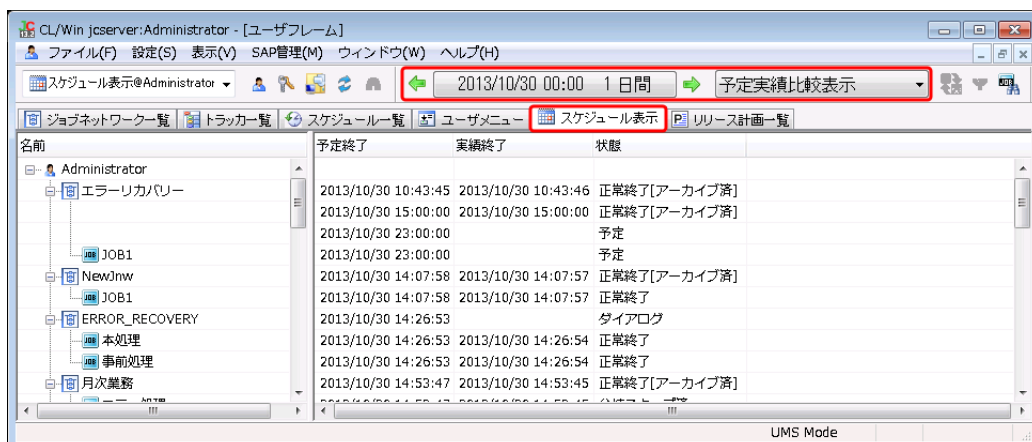 CL/Win jcserver:Administrator - [ユーザフレーム]
ファイル(F) 設定(S) 表示(V) SAP管理(M) ウィンドウ(W) ヘルプ(H)
スケジュール表示@Administrator 2013/10/30 00:00 1 日間 予定実績比較表示
ジョブネットワーク一覧 トラッカ一覧 スケジュール一覧 ユーザメニュー スケジュール表示 リリース計画一覧
名前 予定終了 実績終了 状態
Administrator
エラーリカバリー 2013/10/30 10:43:45 2013/10/30 10:43:46 正常終了[アーカイブ済]
2013/10/30 15:00:00 2013/10/30 15:00:00 正常終了[アーカイブ済]
2013/10/30 23:00:00 予定
JOB JOB1 2013/10/30 23:00:00 予定
NewJnw 2013/10/30 14:07:58 2013/10/30 14:07:57 正常終了[アーカイブ済]
JOB JOB1 2013/10/30 14:07:58 2013/10/30 14:07:57 正常終了
ERROR_RECOVERY 2013/10/30 14:26:53 ダイアログ
JOB 本処理 2013/10/30 14:26:53 2013/10/30 14:26:54 正常終了
JOB 事前処理 2013/10/30 14:26:53 2013/10/30 14:26:54 正常終了
月次業務 2013/10/30 14:53:47 2013/10/30 14:53:45 正常終了[アーカイブ済]
UMS Mode